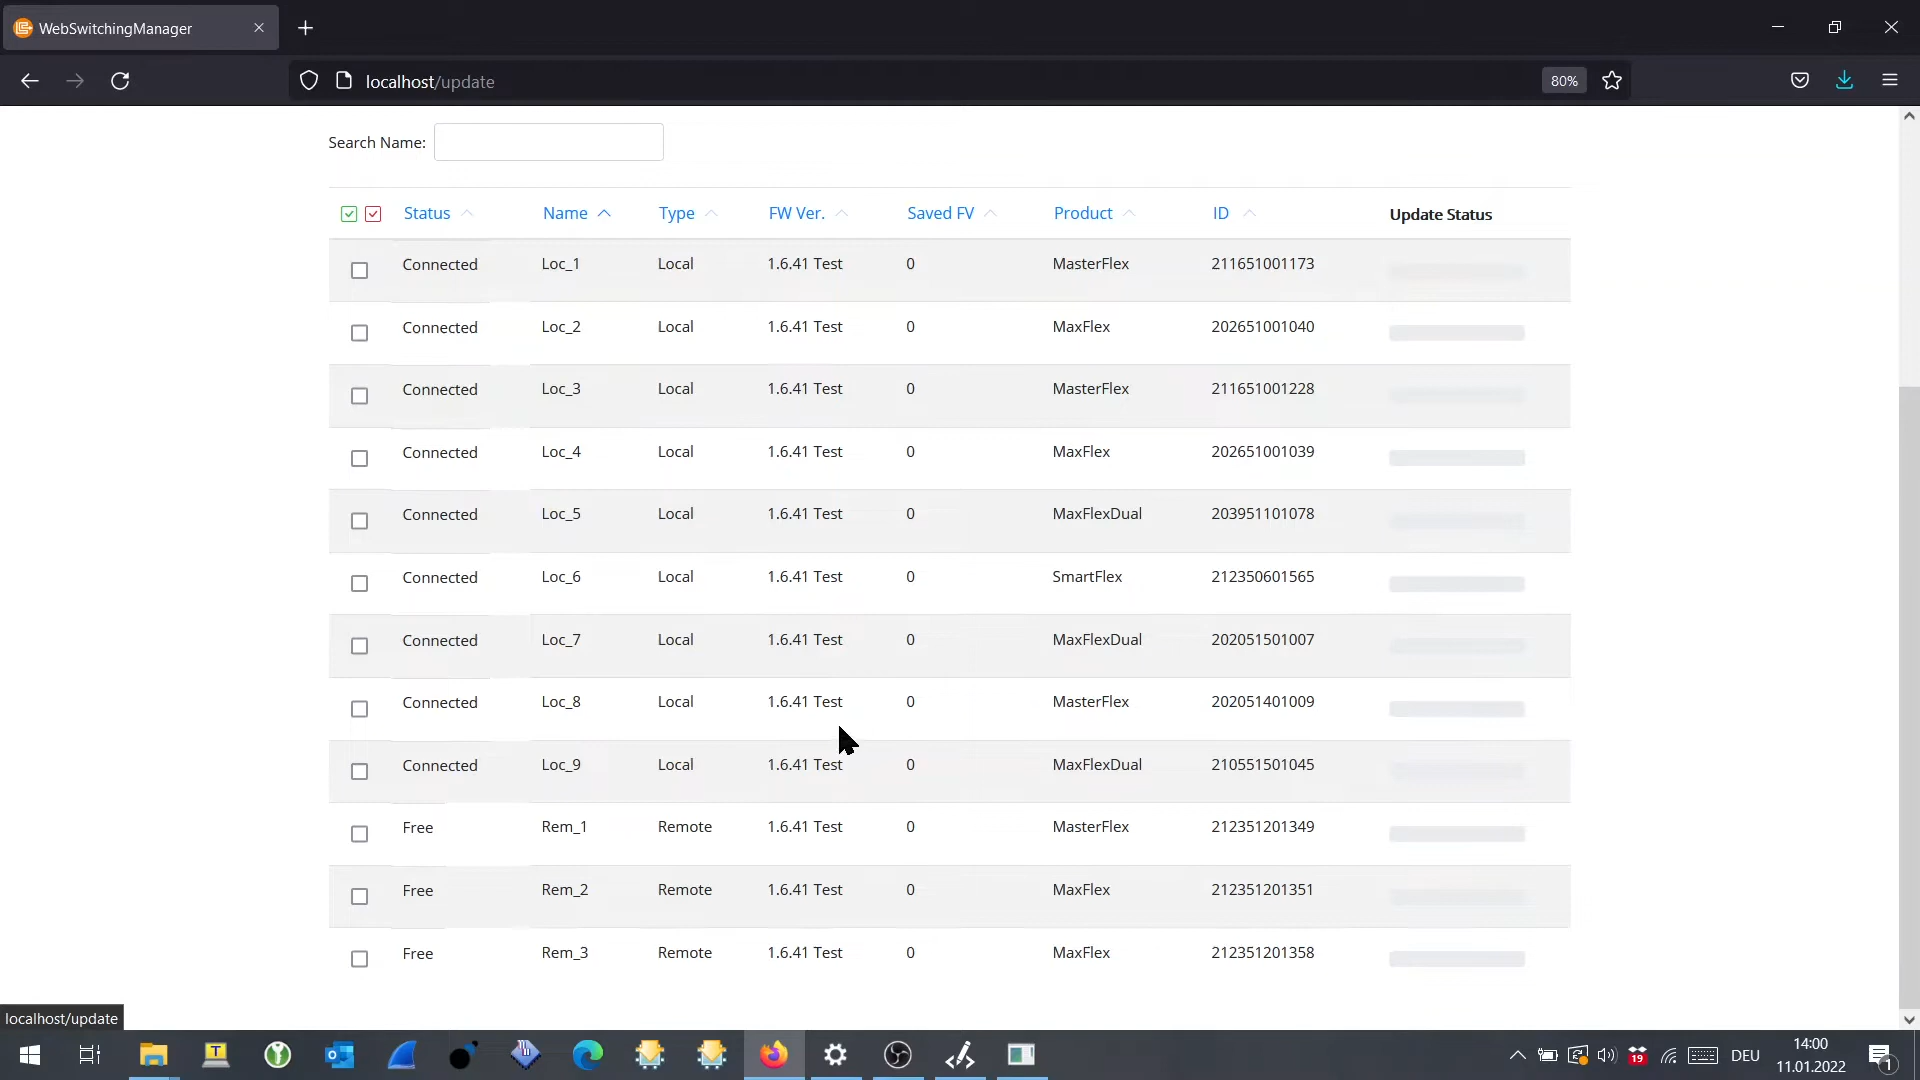 WebSwitchingManager
localhost/update
80%
Search Name:
Status Name Type FW Ver. Saved FV Product ID Update Status
Connected Loc_1 Local 1.6.41 Test 0 MasterFlex 211651001173
Connected Loc_2 Local 1.6.41 Test 0 MaxFlex 202651001040
Connected Loc_3 Local 1.6.41 Test 0 MasterFlex 211651001228
Connected Loc_4 Local 1.6.41 Test 0 MaxFlex 202651001039
Connected Loc_5 Local 1.6.41 Test 0 MaxFlexDual 203951101078
Connected Loc_6 Local 1.6.41 Test 0 SmartFlex 212350601565
Connected Loc_7 Local 1.6.41 Test 0 MaxFlexDual 202051501007
Connected Loc_8 Local 1.6.41 Test 0 MasterFlex 202051401009
Connected Loc_9 Local 1.6.41 Test 0 MaxFlexDual 210551501045
Free Rem_1 Remote 1.6.41 Test 0 MasterFlex 212351201349
Free Rem_2 Remote 1.6.41 Test 0 MaxFlex 212351201351
Free Rem_3 Remote 1.6.41 Test 0 MaxFlex 212351201358
localhost/update
T
19
DEU
14:00
11.01.2022
1